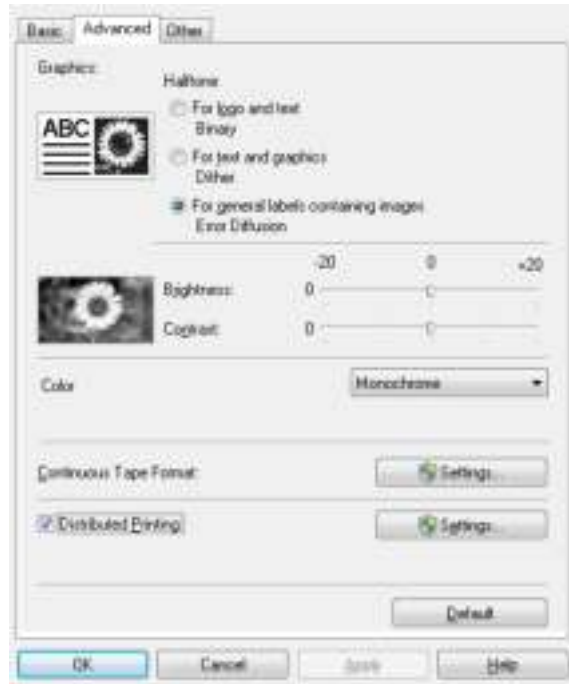 Basic Advanced Other
Graphics:
Halftone
For logo and text
Binary
ABC
For text and graphics
Dither
For general labels containing images
Error Diffusion
-20 0 +20
Brightness: 0
Contrast: 0
Color Monochrome
Continuous Tape Format: Settings...
Distributed Printing Settings...
Default
OK Cancel Apply Help